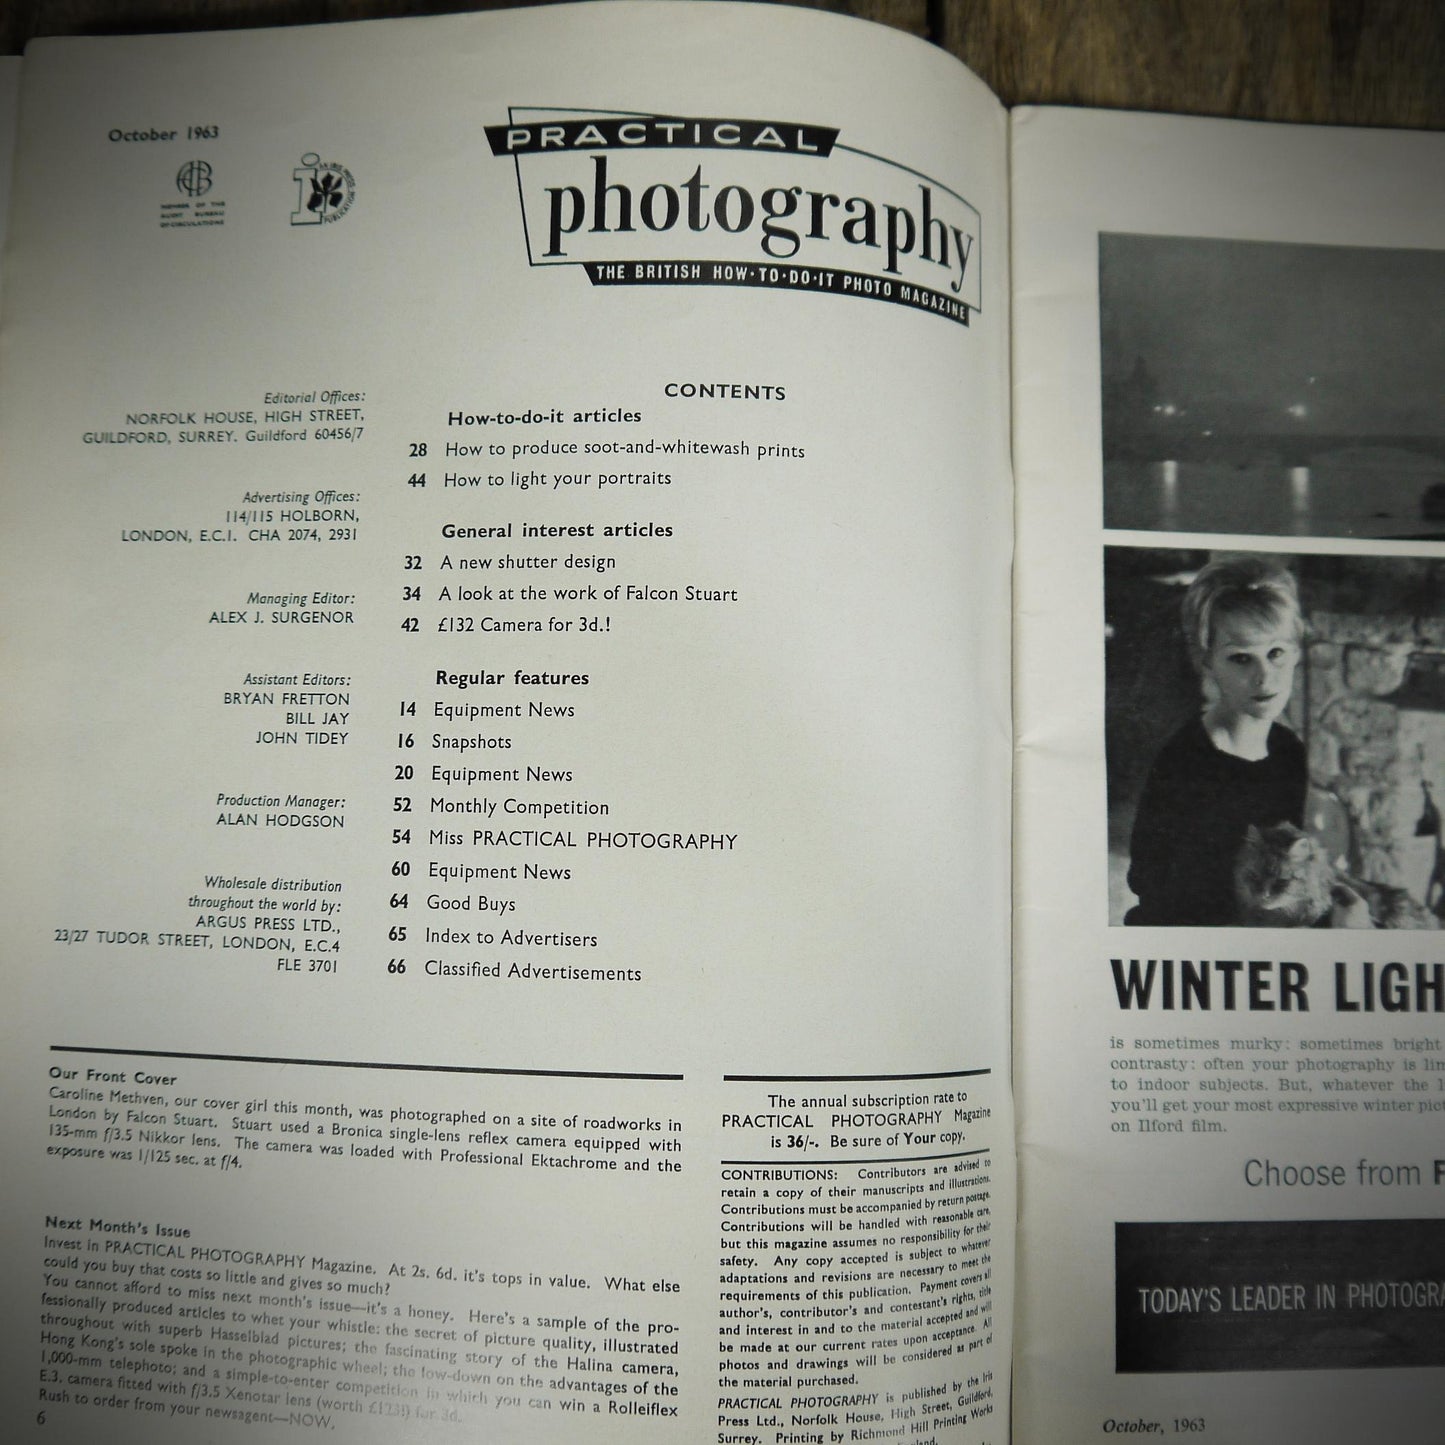 October 1963
MEMBER OF THE
AUDIT BUREAU
OF CIRCULATIONS
AN IRIS PRESS
PUBLICATION
PRACTICAL
photography
THE BRITISH HOW·TO·DO·IT PHOTO MAGAZINE
Editorial Offices:
NORFOLK HOUSE, HIGH STREET,
GUILDFORD, SURREY. Guildford 60456/7
Advertising Offices:
114/115 HOLBORN,
LONDON, E.C.1. CHA 2074, 2931
Managing Editor:
ALEX J. SURGENOR
Assistant Editors:
BRYAN FRETTON
BILL JAY
JOHN TIDEY
Production Manager:
ALAN HODGSON
Wholesale distribution
throughout the world by:
ARGUS PRESS LTD.,
23/27 TUDOR STREET, LONDON, E.C.4
FLE 3701
CONTENTS
How-to-do-it articles
28 How to produce soot-and-whitewash prints
44 How to light your portraits
General interest articles
32 A new shutter design
34 A look at the work of Falcon Stuart
42 £132 Camera for 3d.!
Regular features
14 Equipment News
16 Snapshots
20 Equipment News
52 Monthly Competition
54 Miss PRACTICAL PHOTOGRAPHY
60 Equipment News
64 Good Buys
65 Index to Advertisers
66 Classified Advertisements
Our Front Cover
Caroline Methven, our cover girl this month, was photographed on a site of roadworks in
London by Falcon Stuart. Stuart used a Bronica single-lens reflex camera equipped with
135-mm f/3.5 Nikkor lens. The camera was loaded with Professional Ektachrome and the
exposure was 1/125 sec. at f/4.
Next Month's Issue
Invest in PRACTICAL PHOTOGRAPHY Magazine. At 2s. 6d. it's tops in value. What else
could you buy that costs so little and gives so much?
You cannot afford to miss next month's issue—it's a honey. Here's a sample of the pro-
fessionally produced articles to whet your whistle: the secret of picture quality, illustrated
throughout with superb Hasselblad pictures; the fascinating story of the Halina camera,
Hong Kong's sole spoke in the photographic wheel; the low-down on the advantages of the
1,000-mm telephoto; and a simple-to-enter competition in which you can win a Rolleiflex
E.3. camera fitted with f/3.5 Xenotar lens (worth £123!) for 3d.
Rush to order from your newsagent—NOW.
6
The annual subscription rate to
PRACTICAL PHOTOGRAPHY Magazine
is 36/-. Be sure of Your copy.
CONTRIBUTIONS: Contributors are advised to
retain a copy of their manuscripts and illustrations.
Contributions must be accompanied by return postage.
Contributions will be handled with reasonable care,
but this magazine assumes no responsibility for their
safety. Any copy accepted is subject to whatever
adaptations and revisions are necessary to meet the
requirements of this publication. Payment covers all
author's, contributor's and contestant's rights, title
and interest in and to the material accepted and will
be made at our current rates upon acceptance. All
photos and drawings will be considered as part of
the material purchased.
PRACTICAL PHOTOGRAPHY is published by the Iris
Press Ltd., Norfolk House, High Street, Guildford,
Surrey. Printing by Richmond Hill Printing Works
WINTER LIGH
is sometimes murky: sometimes bright
contrasty: often your photography is lim
to indoor subjects. But, whatever the l
you'll get your most expressive winter pict
on Ilford film.
Choose from F
TODAY'S LEADER IN PHOTOGRA
October, 1963